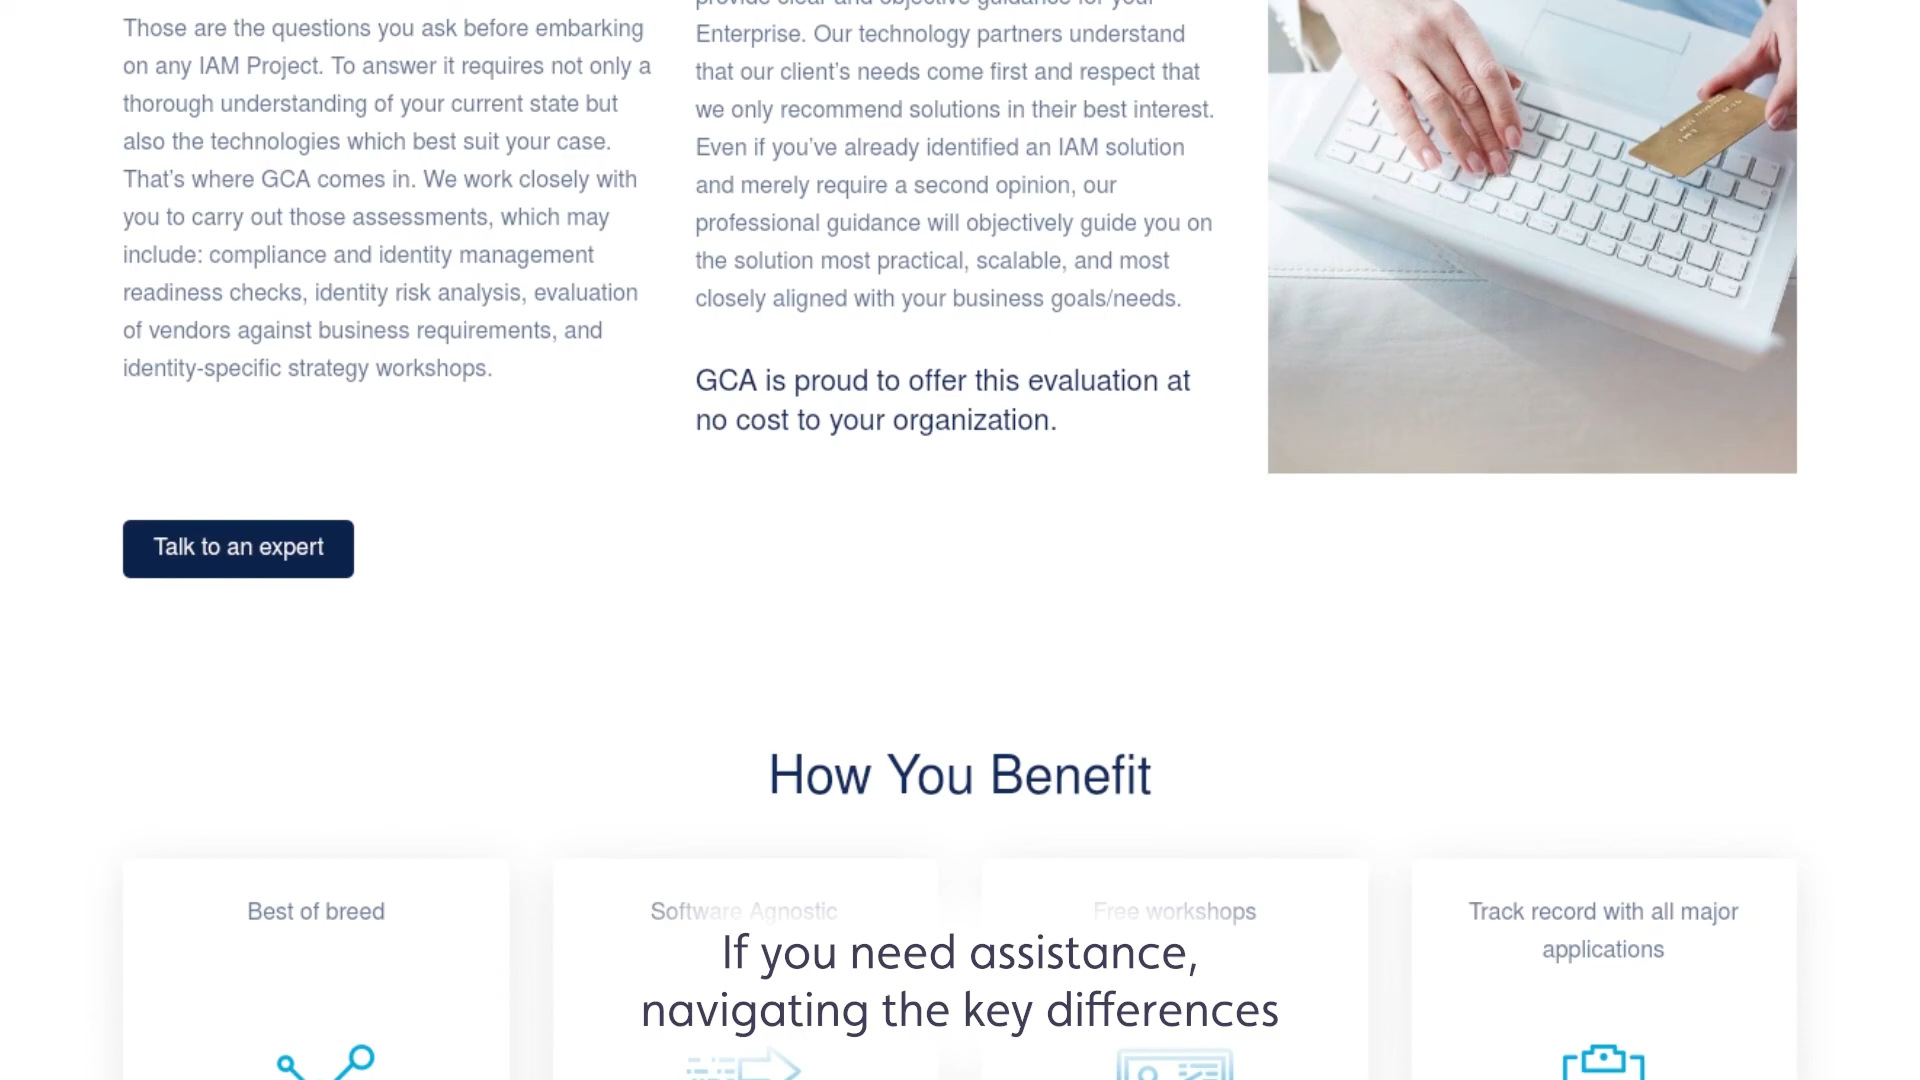 Those are the questions you ask before embarking
on any IAM Project. To answer it requires not only a
thorough understanding of your current state but
also the technologies which best suit your case.
That's where GCA comes in. We work closely with
you to carry out those assessments, which may
include: compliance and identity management
readiness checks, identity risk analysis, evaluation
of vendors against business requirements, and
identity-specific strategy workshops.
provide clear and objective guidance for your
Enterprise. Our technology partners understand
that our client's needs come first and respect that
we only recommend solutions in their best interest.
Even if you've already identified an IAM solution
and merely require a second opinion, our
professional guidance will objectively guide you on
the solution most practical, scalable, and most
closely aligned with your business goals/needs.
GCA is proud to offer this evaluation at
no cost to your organization.
Talk to an expert
How You Benefit
Best of breed
Software Agnostic
Free workshops
Track record with all major
applications
If you need assistance,
navigating the key differences